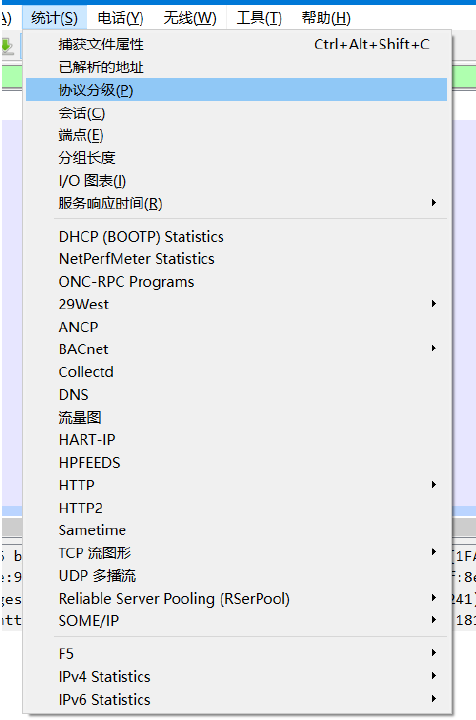 A) 统计(S) 电话(Y) 无线(W) 工具(T) 帮助(H)
捕获文件属性 Ctrl+Alt+Shift+C
已解析的地址
协议分级(P)
会话(C)
端点(E)
分组长度
I/O 图表(I)
服务响应时间(R)
DHCP (BOOTP) Statistics
NetPerfMeter Statistics
ONC-RPC Programs
29West
ANCP
BACnet
Collectd
DNS
流量图
HART-IP
HPFEEDS
HTTP
HTTP2
Sametime
TCP 流图形
5 b (1FA
UDP 多播流
e:9 f:8e
Reliable Server Pooling (RSerPool)
ges 241)
SOME/IP
att 181
F5
IPv4 Statistics
IPv6 Statistics